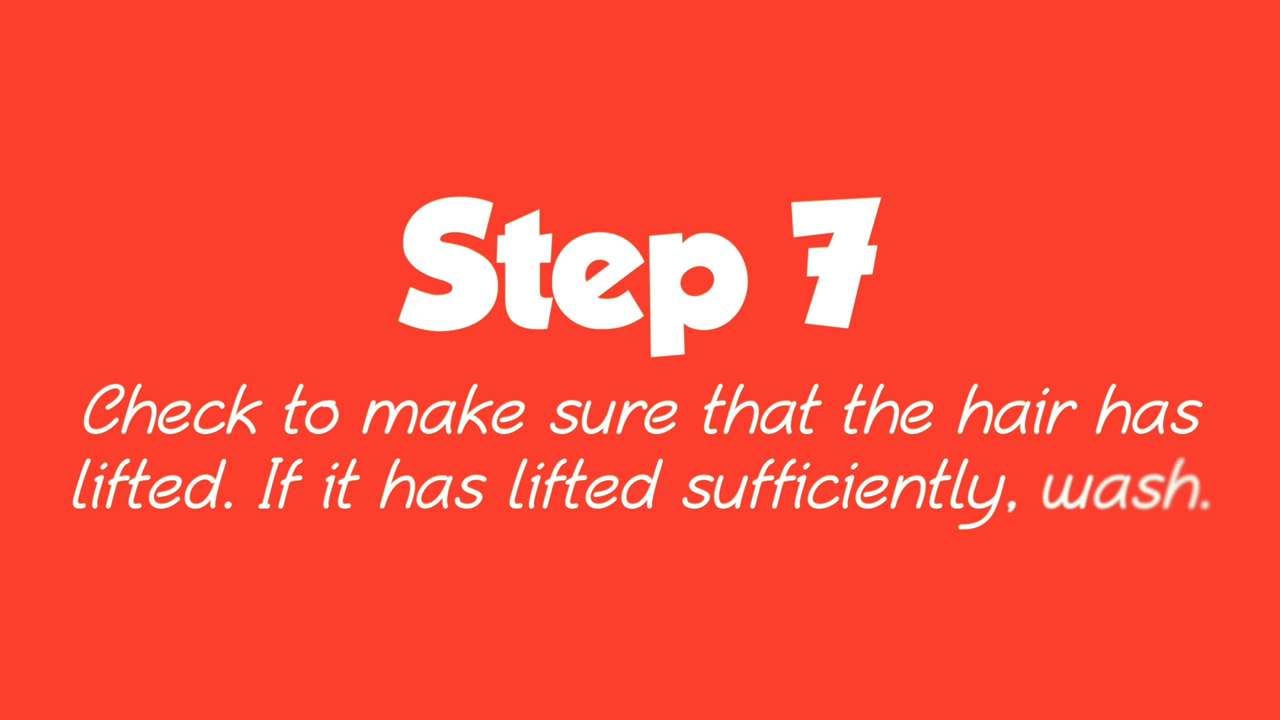 Step 7
Check to make sure that the hair has
lifted. If it has lifted sufficiently, wash.